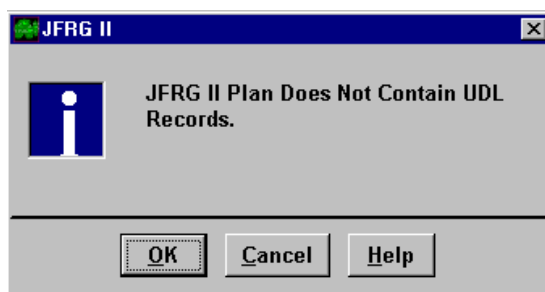 JFRG II
JFRG II Plan Does Not Contain UDL
Records.
OK Cancel Help